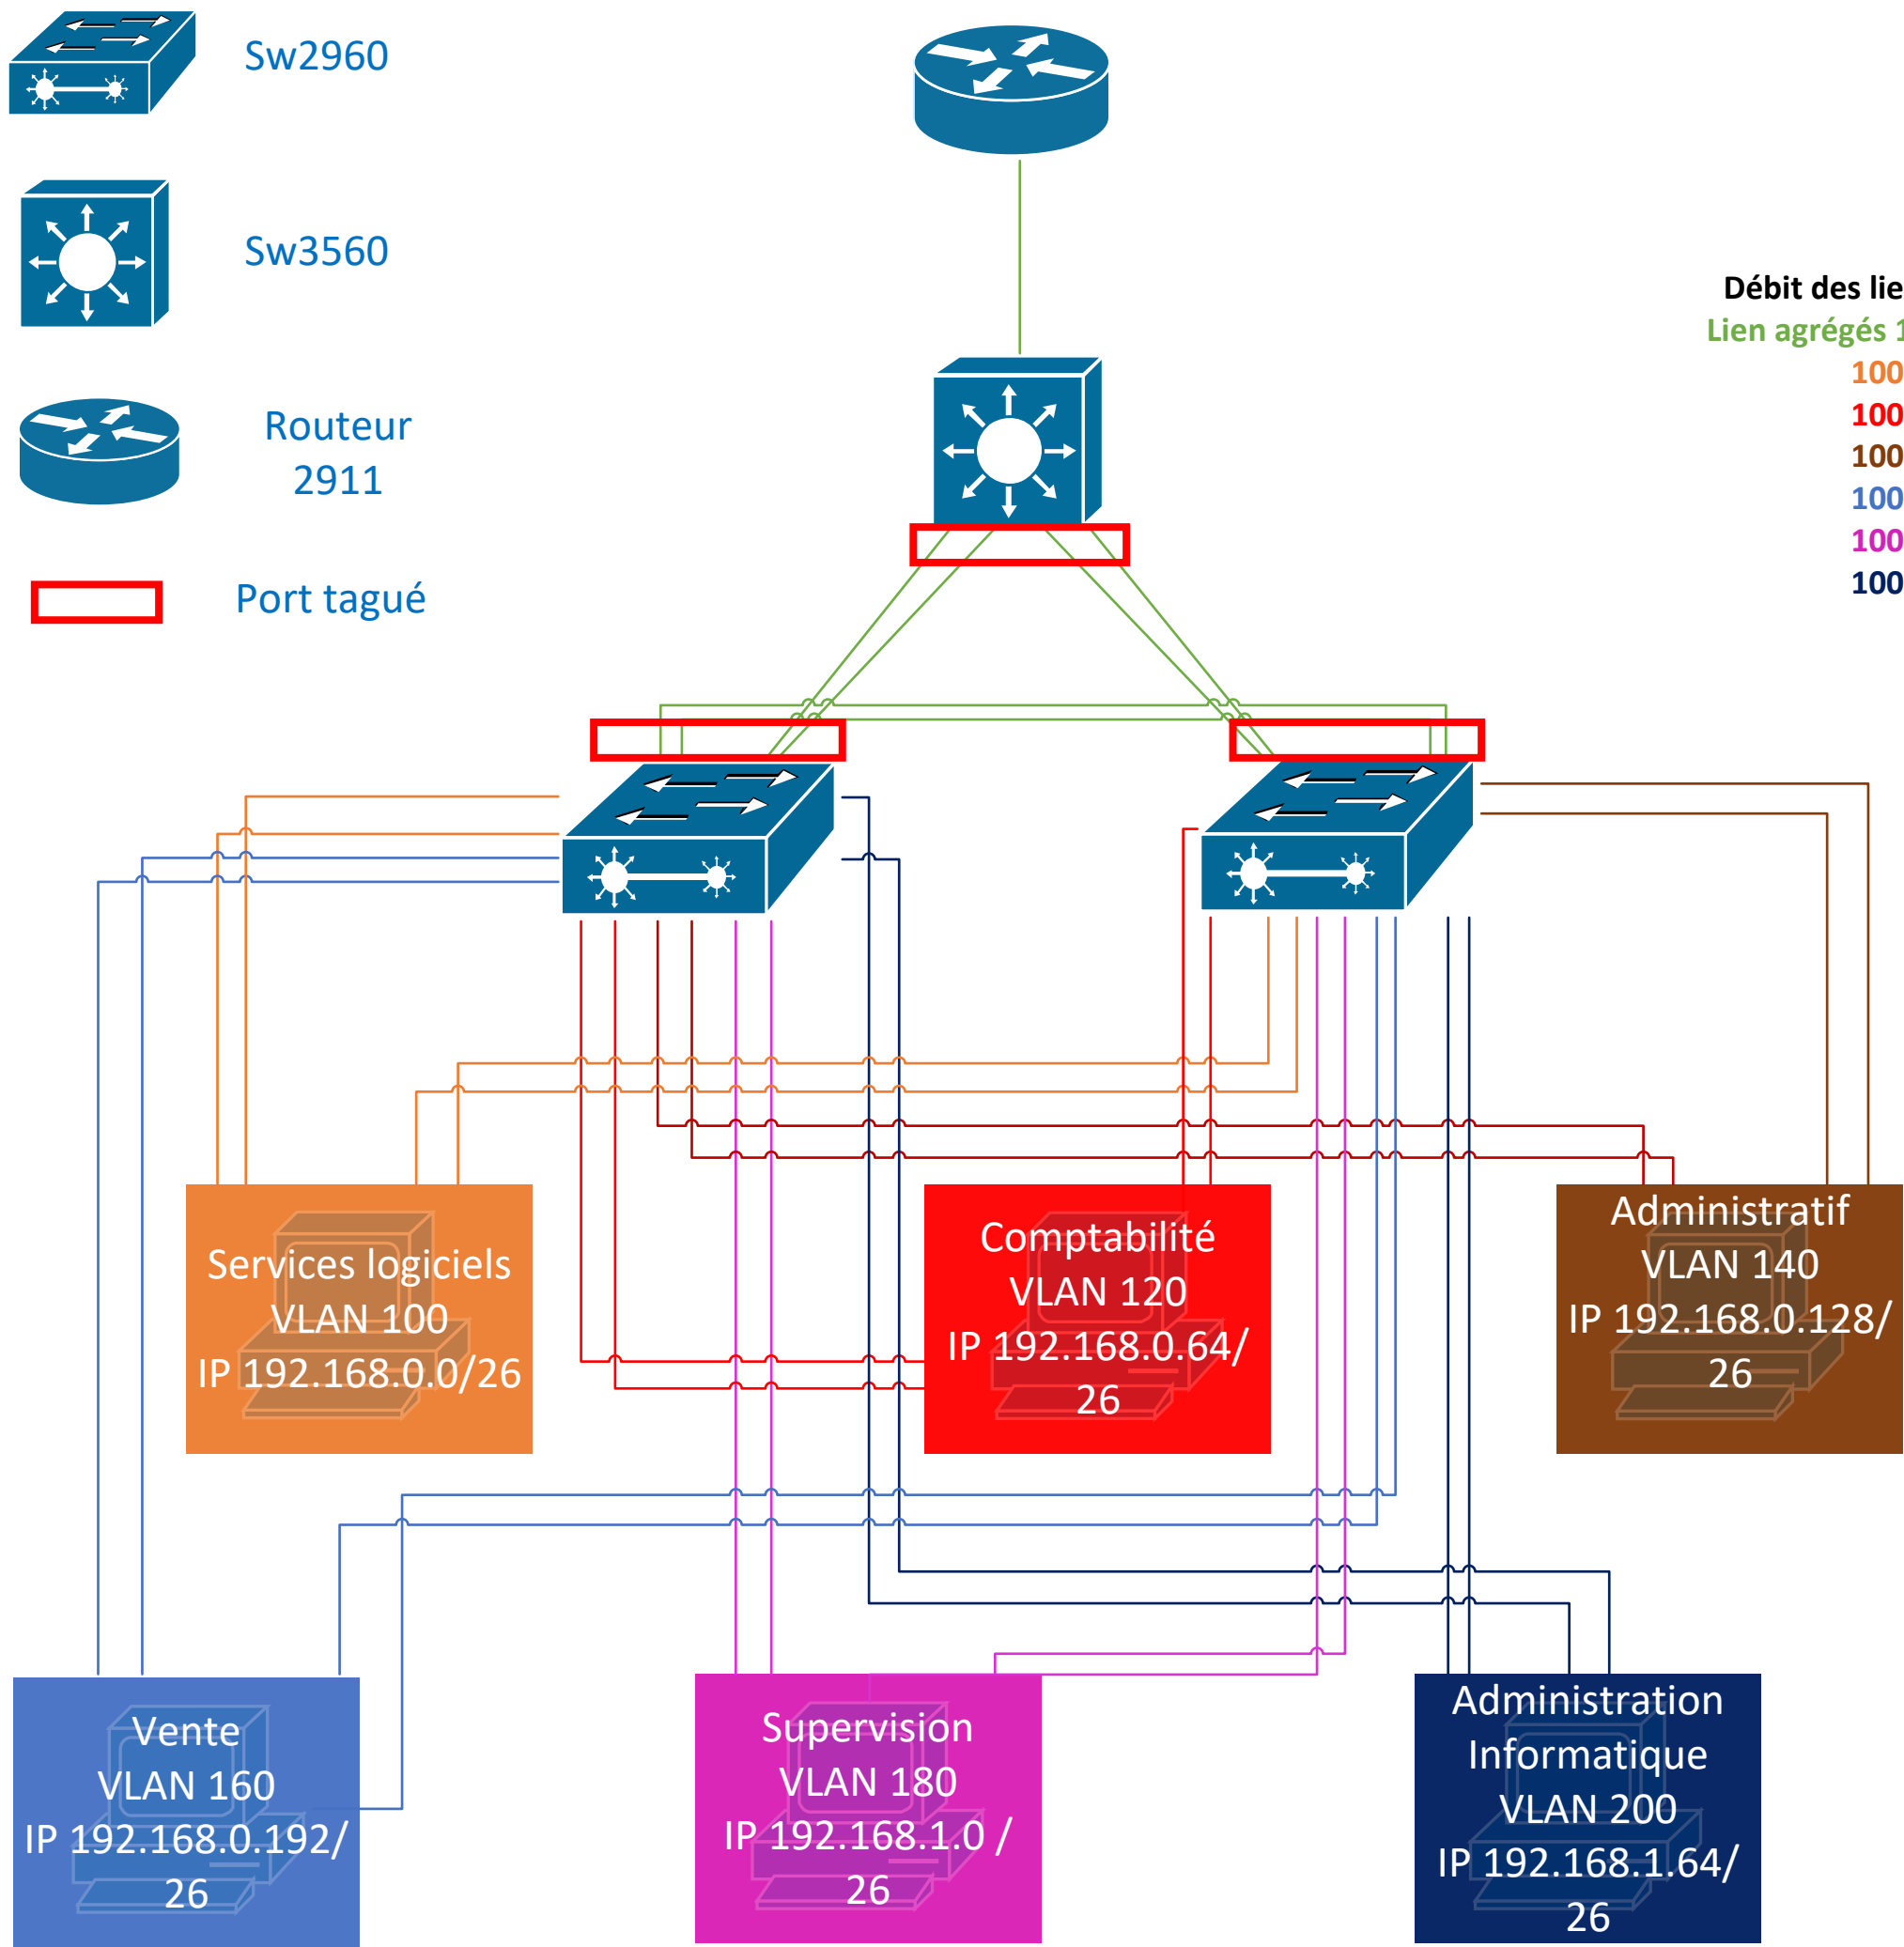 Sw2960
Sw3560
Routeur
2911
Port tagué
Débit des lie
Lien agrégés 1
100
100
100
100
100
100
Services logiciels
VLAN 100
IP 192.168.0.0/26
Comptabilité
VLAN 120
IP 192.168.0.64/
26
Administratif
VLAN 140
IP 192.168.0.128/
26
Vente
VLAN 160
IP 192.168.0.192/
26
Supervision
VLAN 180
IP 192.168.1.0 /
26
Administration
Informatique
VLAN 200
IP 192.168.1.64/
26